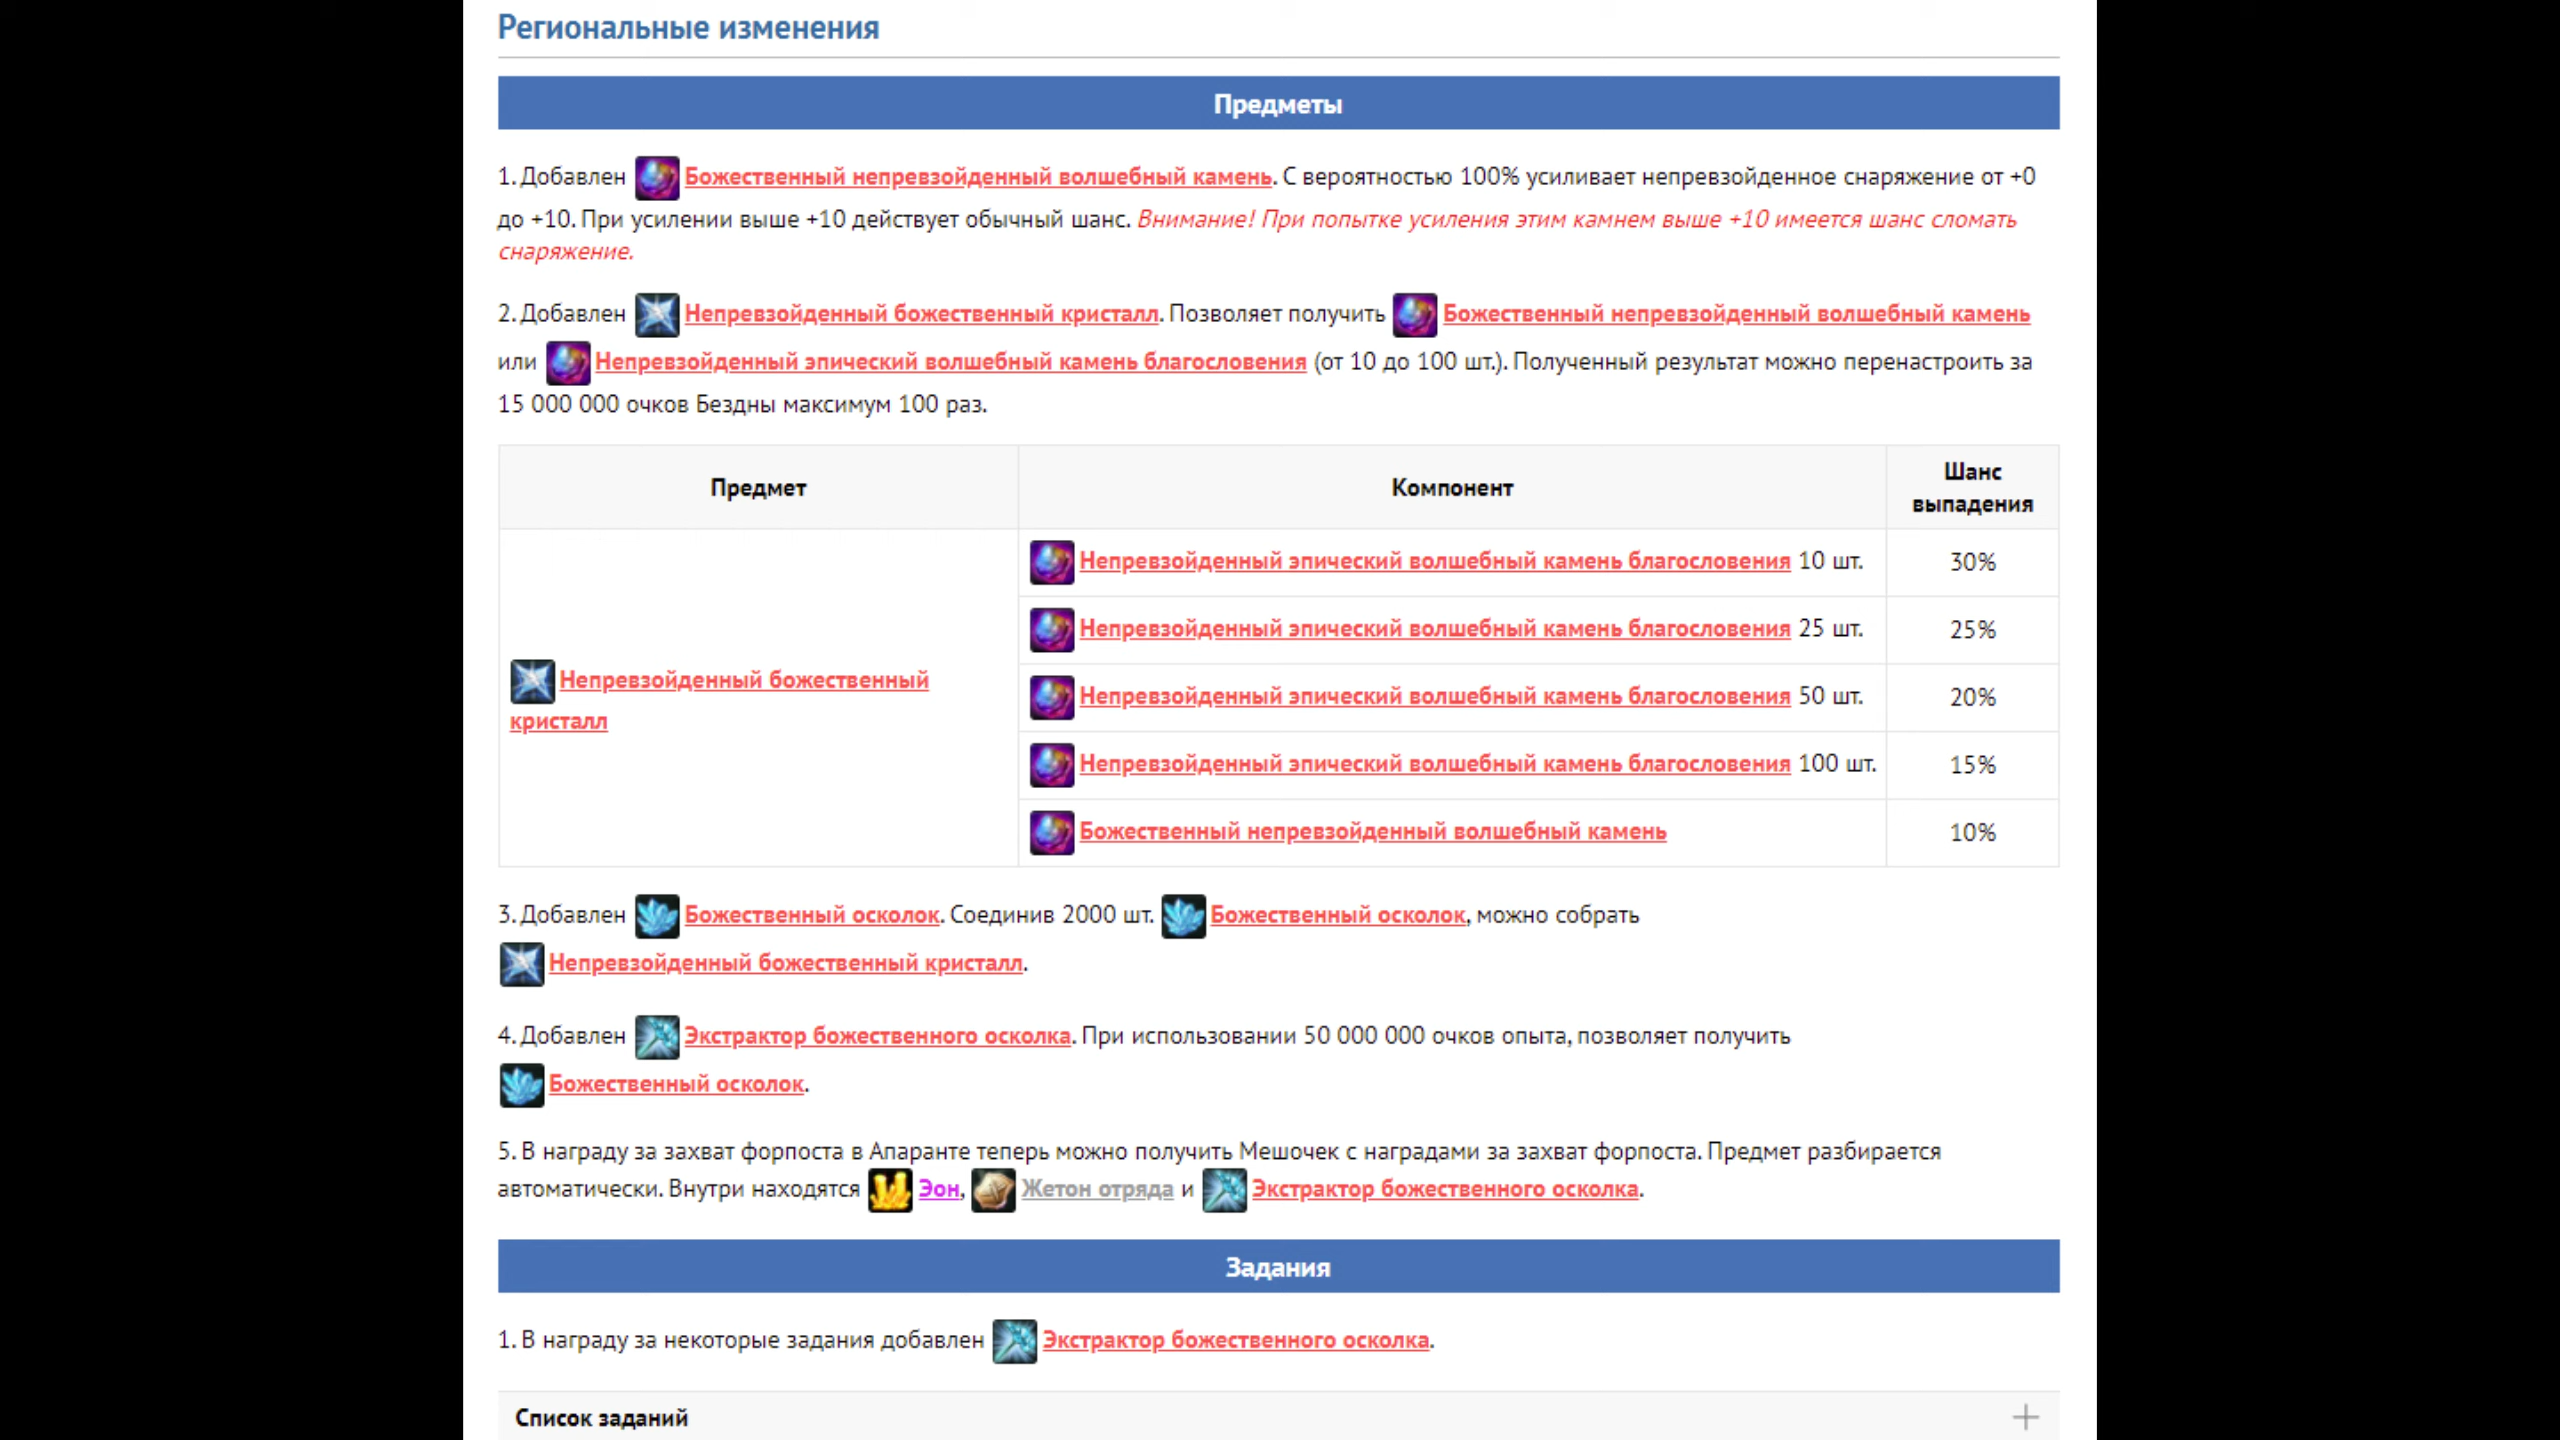 Региональные изменения
Предметы
1. Добавлен Божественный непревзойденный волшебный камень. С вероятностью 100% усиливает непревзойденное снаряжение от +0
до +10. При усилении выше +10 действует обычный шанс. Внимание! При попытке усиления этим камнем выше +10 имеется шанс сломать
снаряжение.
2. Добавлен Непревзойденный божественный кристалл. Позволяет получить Божественный непревзойденный волшебный камень
или Непревзойденный эпический волшебный камень благословения (от 10 до 100 шт.). Полученный результат можно перенастроить за
15 000 000 очков Бездны максимум 100 раз.
Предмет Компонент Шанс
выпадения
Непревзойденный эпический волшебный камень благословения 10 шт. 30%
Непревзойденный эпический волшебный камень благословения 25 шт. 25%
Непревзойденный божественный
кристалл
Непревзойденный эпический волшебный камень благословения 50 шт. 20%
Непревзойденный эпический волшебный камень благословения 100 шт. 15%
Божественный непревзойденный волшебный камень 10%
3. Добавлен Божественный осколок. Соединив 2000 шт. Божественный осколок, можно собрать
Непревзойденный божественный кристалл.
4. Добавлен Экстрактор божественного осколка. При использовании 50 000 000 очков опыта, позволяет получить
Божественный осколок.
5. В награду за захват форпоста в Апаранте теперь можно получить Мешочек с наградами за захват форпоста. Предмет разбирается
автоматически. Внутри находятся Эон, Жетон отряда и Экстрактор божественного осколка.
Задания
1. В награду за некоторые задания добавлен Экстрактор божественного осколка.
Список заданий